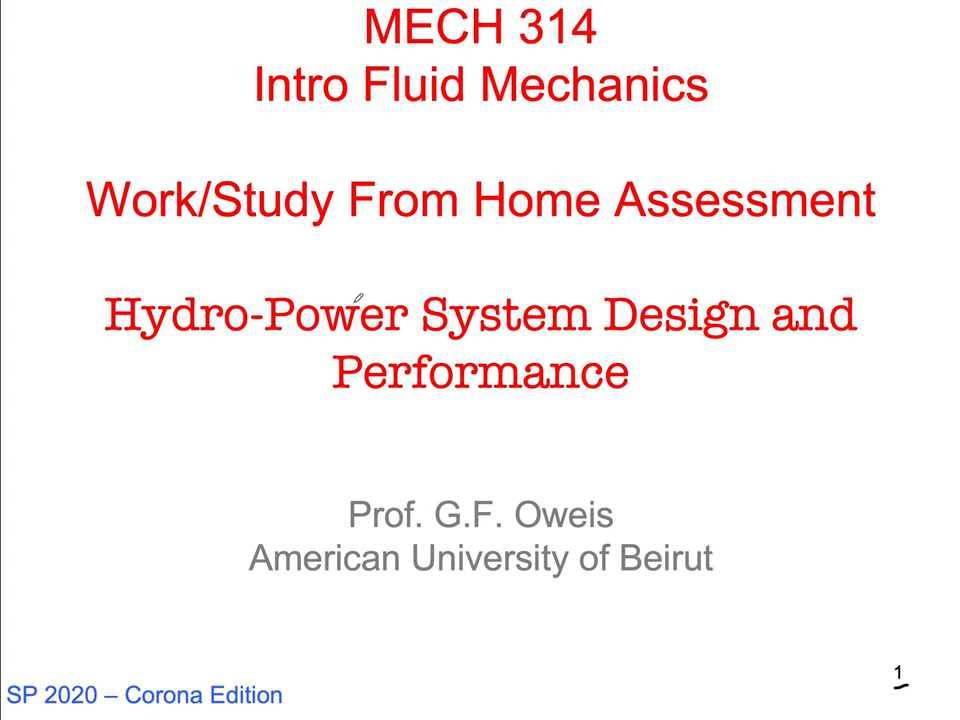 MECH 314
Intro Fluid Mechanics
Work/Study From Home Assessment
Hydro-Power System Design and
Performance
Prof. G.F. Oweis
American University of Beirut
SP 2020 – Corona Edition
1